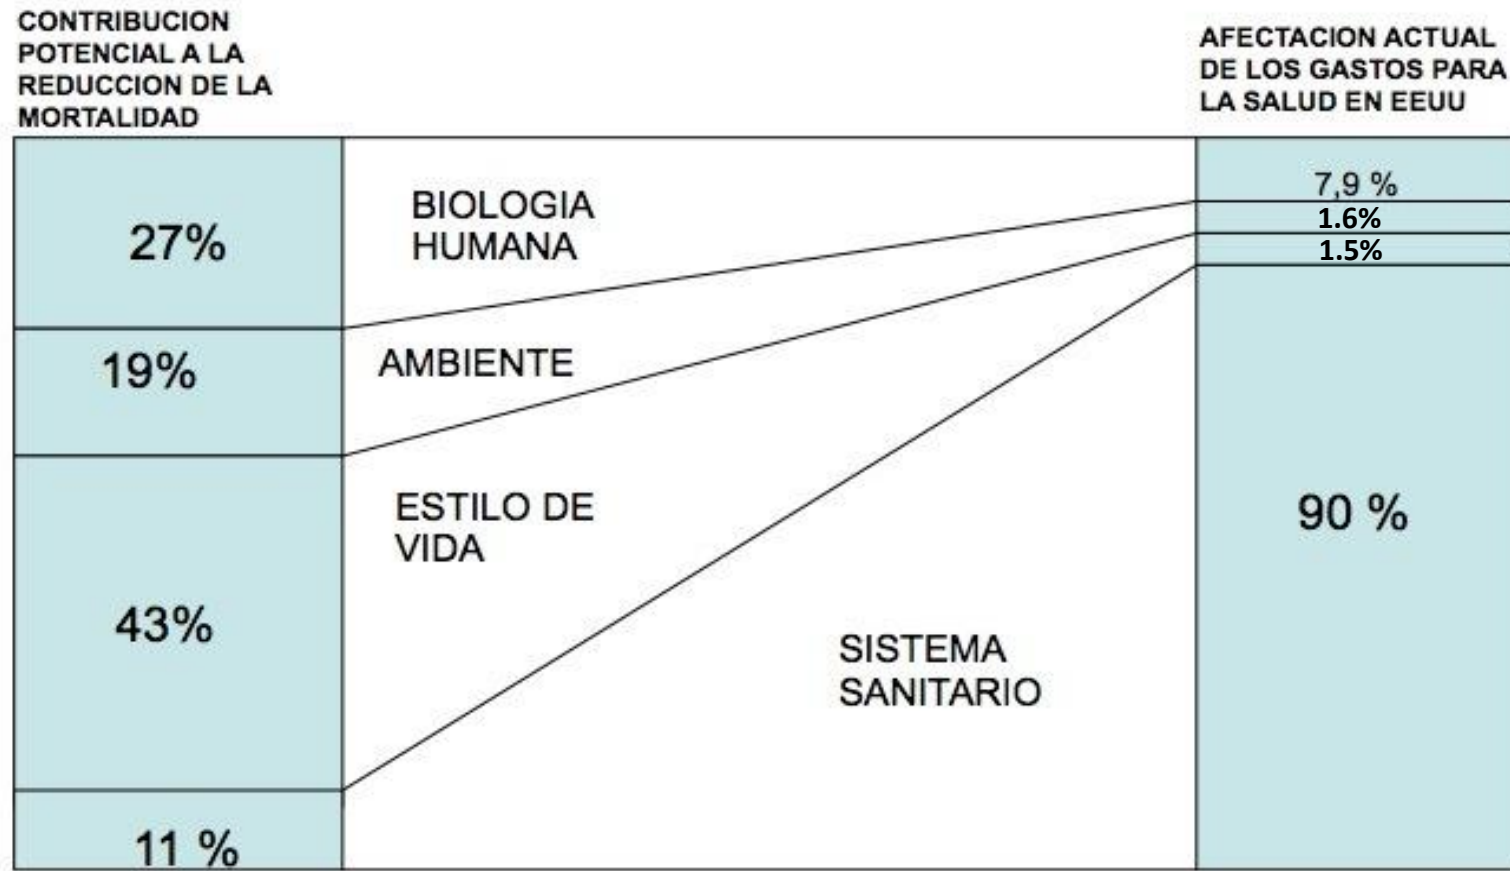 CONTRIBUCION
POTENCIAL A LA
REDUCCION DE LA
MORTALIDAD
AFECTACION ACTUAL
DE LOS GASTOS PARA
LA SALUD EN EEUU
27%
BIOLOGIA
HUMANA
7,9 %
1.6%
1.5%
19%
AMBIENTE
43%
ESTILO DE
VIDA
90 %
SISTEMA
SANITARIO
11 %